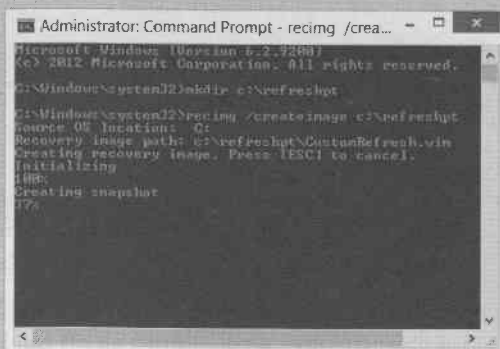 Administrator: Command Prompt - recimg /crea...
Microsoft Windows [Version 6.2.9200]
(c) 2012 Microsoft Corporation. All rights reserved.
C:\Windows\system32>mkdir c:\refreshpt
C:\Windows\system32>recimg /createimage c:\refreshpt
Source OS location: C:
Recovery image path: c:\refreshpt\CustomRefresh.wim
Creating recovery image. Press [ESC] to cancel.
Initializing
100%
Creating snapshot
37%